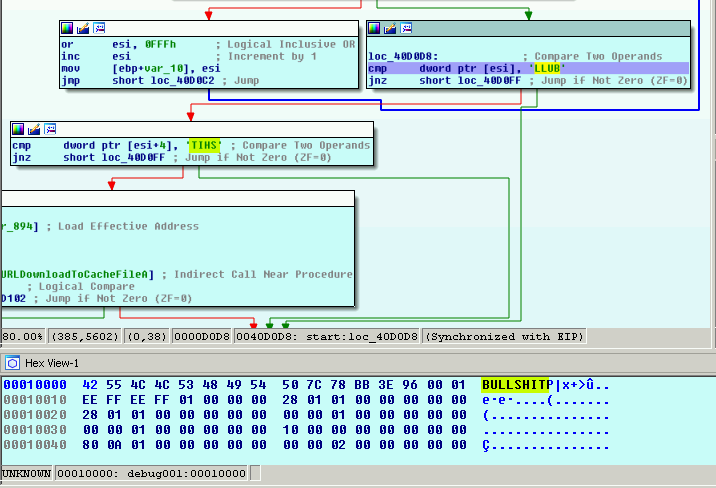 or      esi, 0FFFh      ; Logical Inclusive OR
inc     esi             ; Increment by 1
mov     [ebp+var_10], esi
jmp     short loc_40D0C2 ; Jump
loc_40D0D8:             ; Compare Two Operands
cmp     dword ptr [esi], 'LLUB'
jnz     short loc_40D0FF ; Jump if Not Zero (ZF=0)
cmp     dword ptr [esi+4], 'TIHS' ; Compare Two Operands
jnz     short loc_40D0FF ; Jump if Not Zero (ZF=0)
r_894] ; Load Effective Address
URLDownloadToCacheFileA] ; Indirect Call Near Procedure
; Logical Compare
D102 ; Jump if Not Zero (ZF=0)
80.00% (385,5602) (0,38) 0000D0D8 0040D0D8: start:loc_40D0D8 (Synchronized with EIP)
Hex View-1
00010000  42 55 4C 4C 53 48 49 54  50 7C 78 BB 3E 96 00 01  BULLSHITP|x+>û..
00010010  EE FF EE FF 01 00 00 00  28 01 01 00 00 00 00 00  e-e-....(.......
00010020  28 01 01 00 00 00 00 00  00 00 01 00 00 00 00 00  (...............
00010030  00 00 01 00 00 00 00 00  10 00 00 00 00 00 00 00  ................
00010040  80 0A 01 00 00 00 00 00  00 00 02 00 00 00 00 00  Ç...............
UNKNOWN 00010000: debug001:00010000